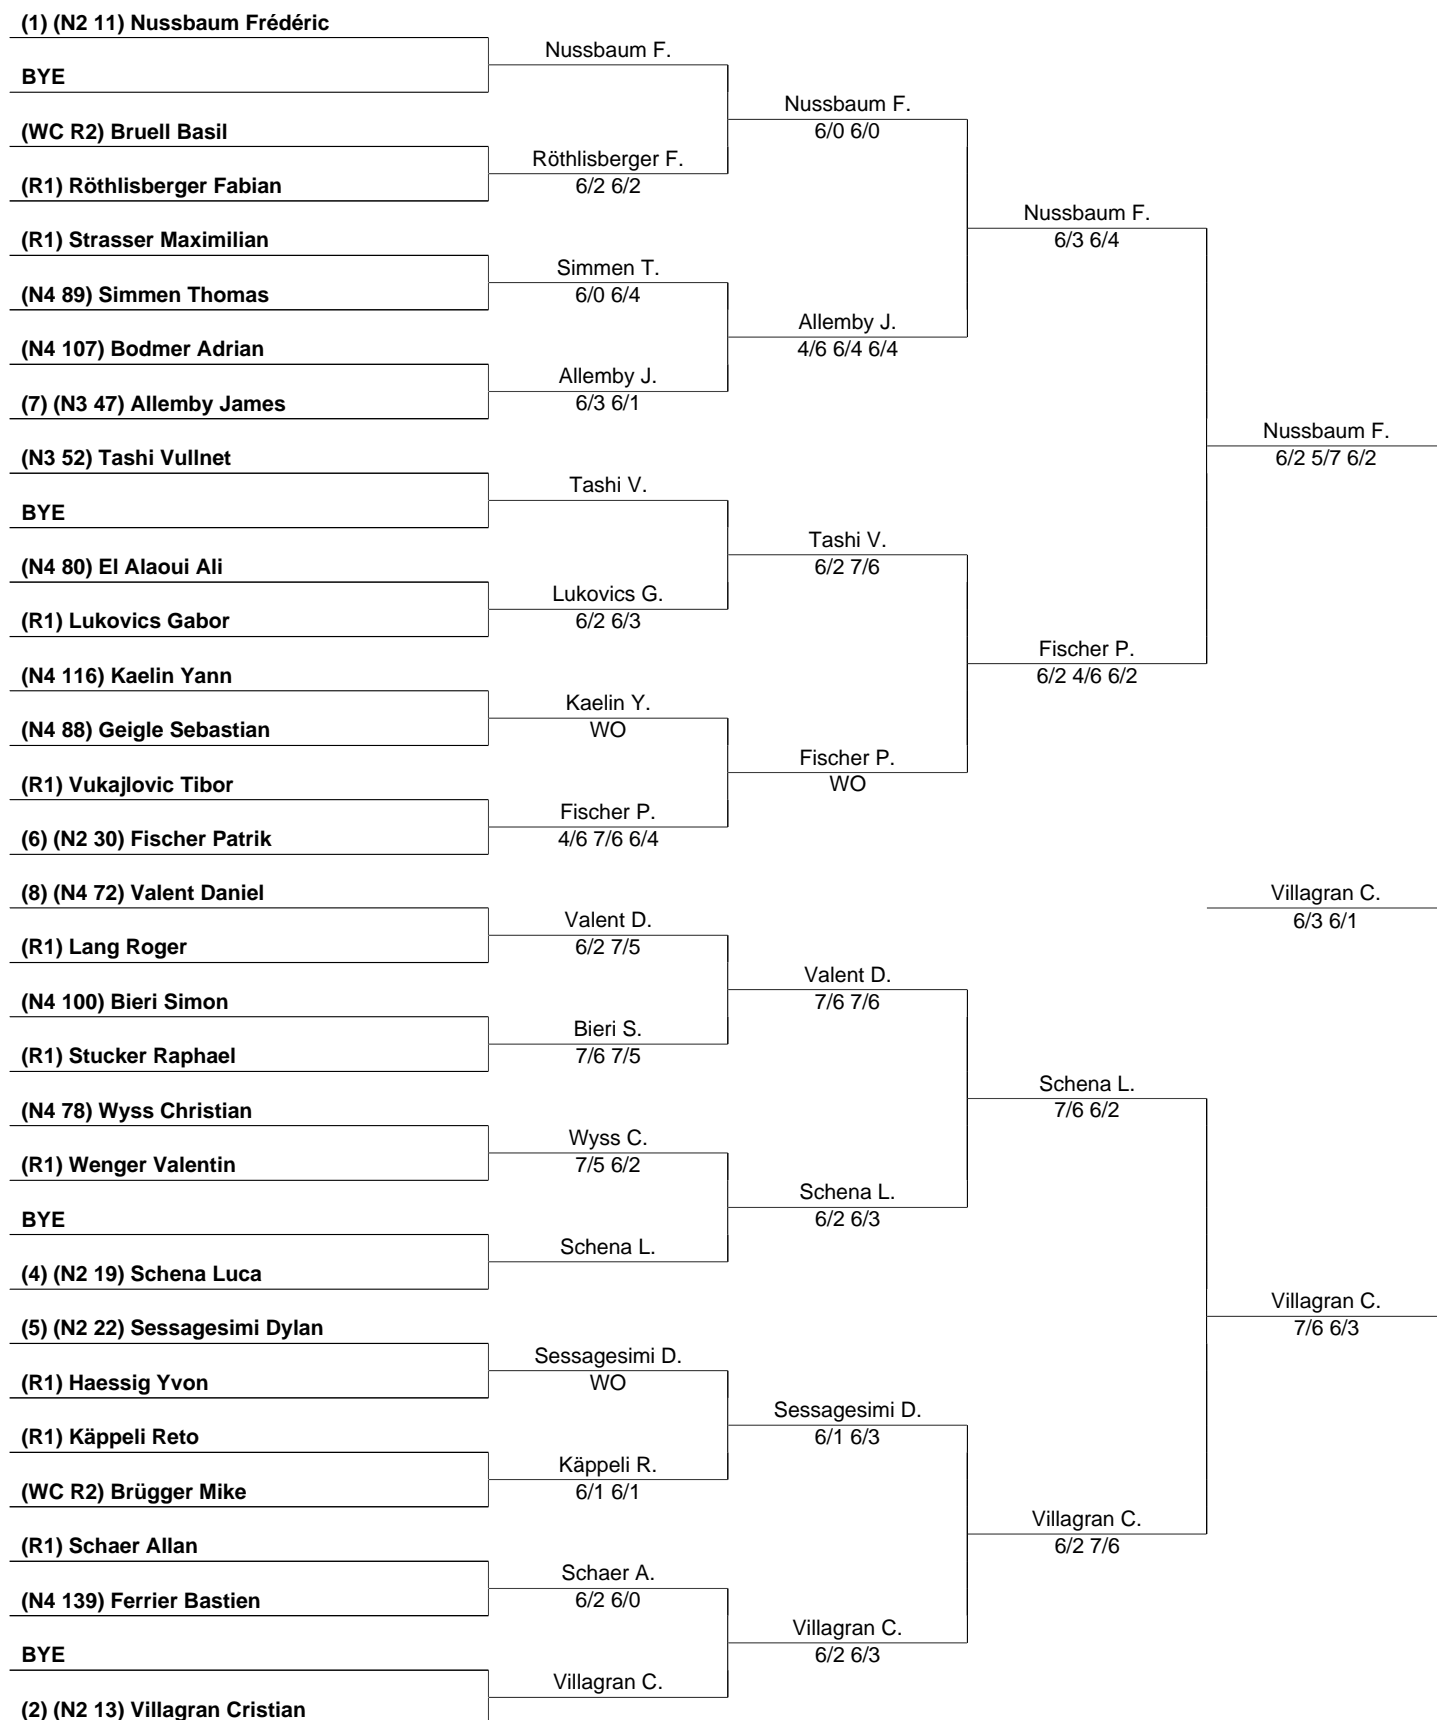 (1) (N2 11) Nussbaum Frédéric
BYE
(WC R2) Bruell Basil
(R1) Röthlisberger Fabian
(R1) Strasser Maximilian
(N4 89) Simmen Thomas
(N4 107) Bodmer Adrian
(7) (N3 47) Allemby James
(N3 52) Tashi Vullnet
BYE
(N4 80) El Alaoui Ali
(R1) Lukovics Gabor
(N4 116) Kaelin Yann
(N4 88) Geigle Sebastian
(R1) Vukajlovic Tibor
(6) (N2 30) Fischer Patrik
(8) (N4 72) Valent Daniel
(R1) Lang Roger
(N4 100) Bieri Simon
(R1) Stucker Raphael
(N4 78) Wyss Christian
(R1) Wenger Valentin
BYE
(4) (N2 19) Schena Luca
(5) (N2 22) Sessagesimi Dylan
(R1) Haessig Yvon
(R1) Käppeli Reto
(WC R2) Brügger Mike
(R1) Schaer Allan
(N4 139) Ferrier Bastien
BYE
(2) (N2 13) Villagran Cristian
Nussbaum F.
Röthlisberger F.
6/2 6/2
Simmen T.
6/0 6/4
Allemby J.
6/3 6/1
Tashi V.
Lukovics G.
6/2 6/3
Kaelin Y.
WO
Fischer P.
4/6 7/6 6/4
Valent D.
6/2 7/5
Bieri S.
7/6 7/5
Wyss C.
7/5 6/2
Schena L.
Sessagesimi D.
WO
Käppeli R.
6/1 6/1
Schaer A.
6/2 6/0
Villagran C.
Nussbaum F.
6/0 6/0
Allemby J.
4/6 6/4 6/4
Tashi V.
6/2 7/6
Fischer P.
WO
Valent D.
7/6 7/6
Schena L.
6/2 6/3
Sessagesimi D.
6/1 6/3
Villagran C.
6/2 6/3
Nussbaum F.
6/3 6/4
Fischer P.
6/2 4/6 6/2
Schena L.
7/6 6/2
Villagran C.
6/2 7/6
Nussbaum F.
6/2 5/7 6/2
Villagran C.
6/3 6/1
Villagran C.
7/6 6/3